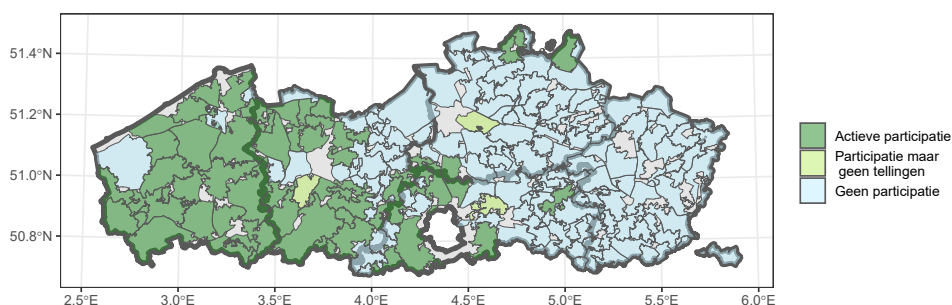 51.4°N
51.2°N
51.0°N
50.8°N
2.5°E 3.0°E 3.5°E 4.0°E 4.5°E 5.0°E 5.5°E 6.0°E
Actieve participatie
Participatie maar
geen tellingen
Geen participatie